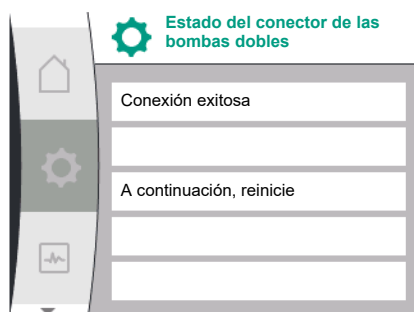 Estado del conector de las
bombas dobles
Conexión exitosa
A continuación, reinicie